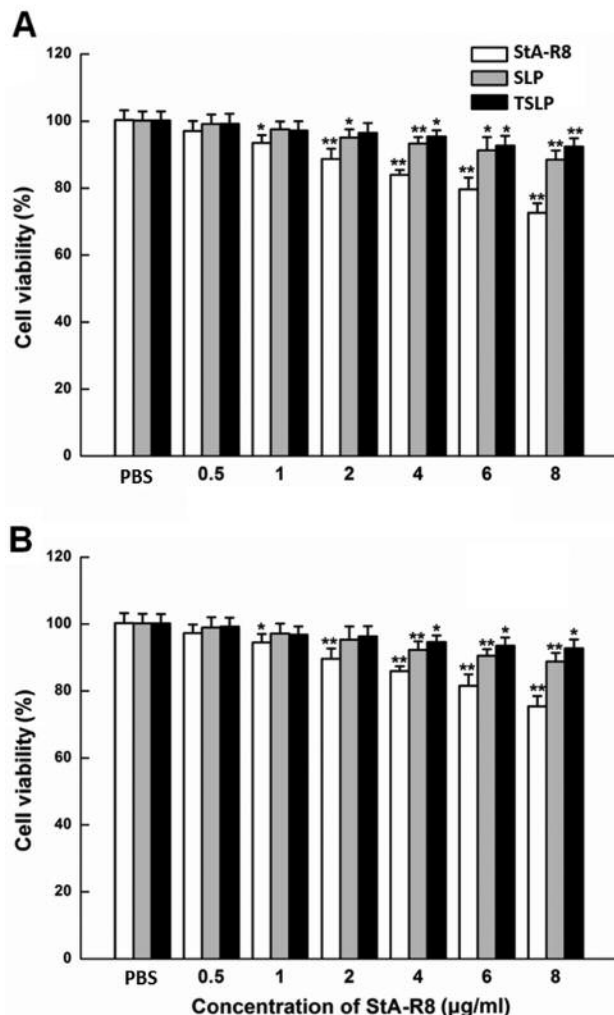 A
120
100
80
60
40
20
0
Cell viability (%)
StA-R8
SLP
TSLP
* ** * ** ** * ** * * ** ** **
PBS 0.5 1 2 4 6 8
B
120
100
80
60
40
20
0
Cell viability (%)
* ** ** ** * ** ** * ** ** *
PBS 0.5 1 2 4 6 8
Concentration of StA-R8 (µg/ml)